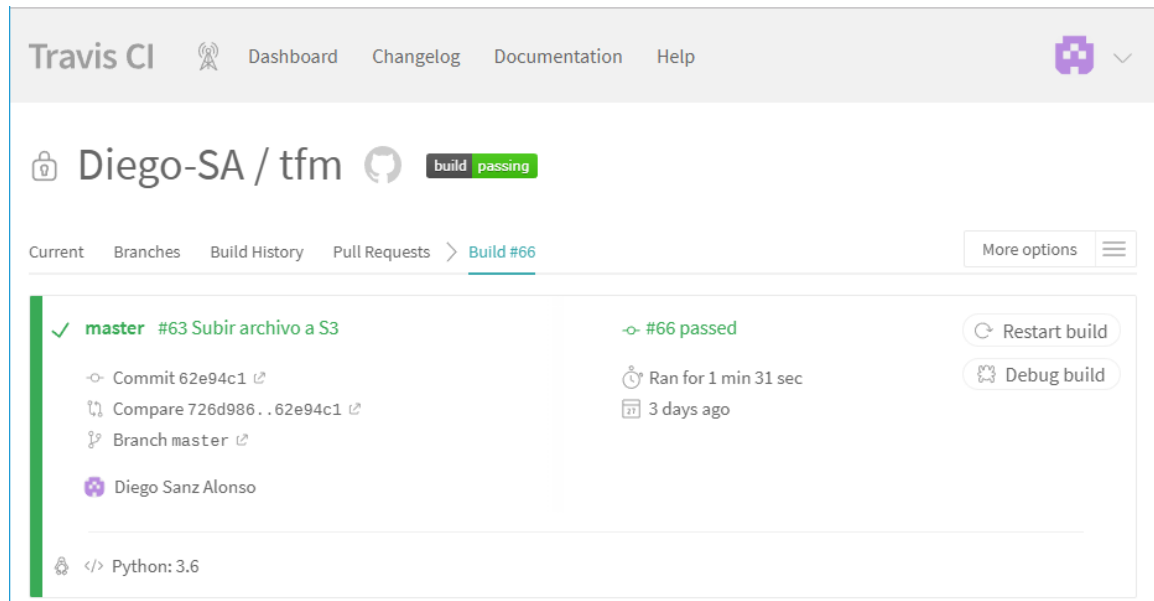 Travis CI Dashboard Changelog Documentation Help
Diego-SA / tfm build passing
Current Branches Build History Pull Requests Build #66 More options
master #63 Subir archivo a S3 #66 passed Restart build
Commit 62e94c1 Ran for 1 min 31 sec Debug build
Compare 726d986..62e94c1 27 3 days ago
Branch master
Diego Sanz Alonso
</> Python: 3.6